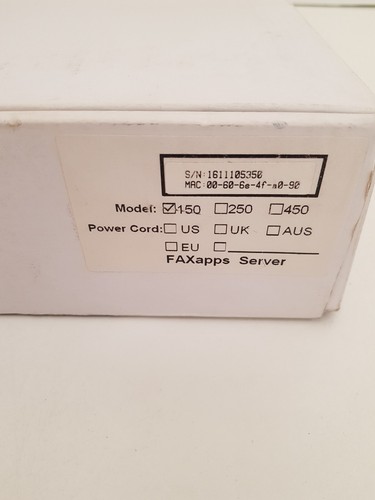 S/N:1611105350
MAC:00-60-6e-4f-a0-90
Model: ☑150 ☐250 ☐450
Power Cord: ☐US ☐UK ☐AUS
☐EU ☐
FAXapps Server